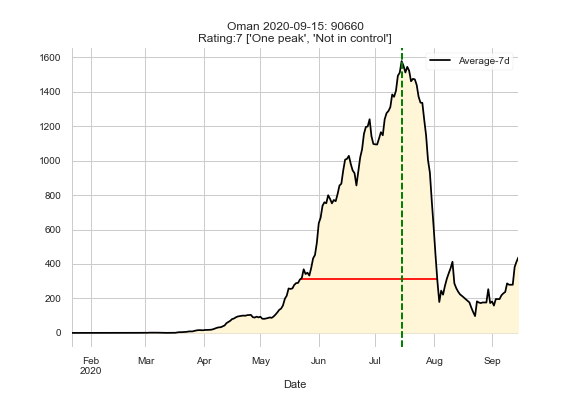 Oman 2020-09-15: 90660
Rating:7 ['One peak', 'Not in control']
Average-7d
1600
1400
1200
1000
800
600
400
200
0
Feb
2020
Mar
Apr
May
Jun
Jul
Aug
Sep
Date